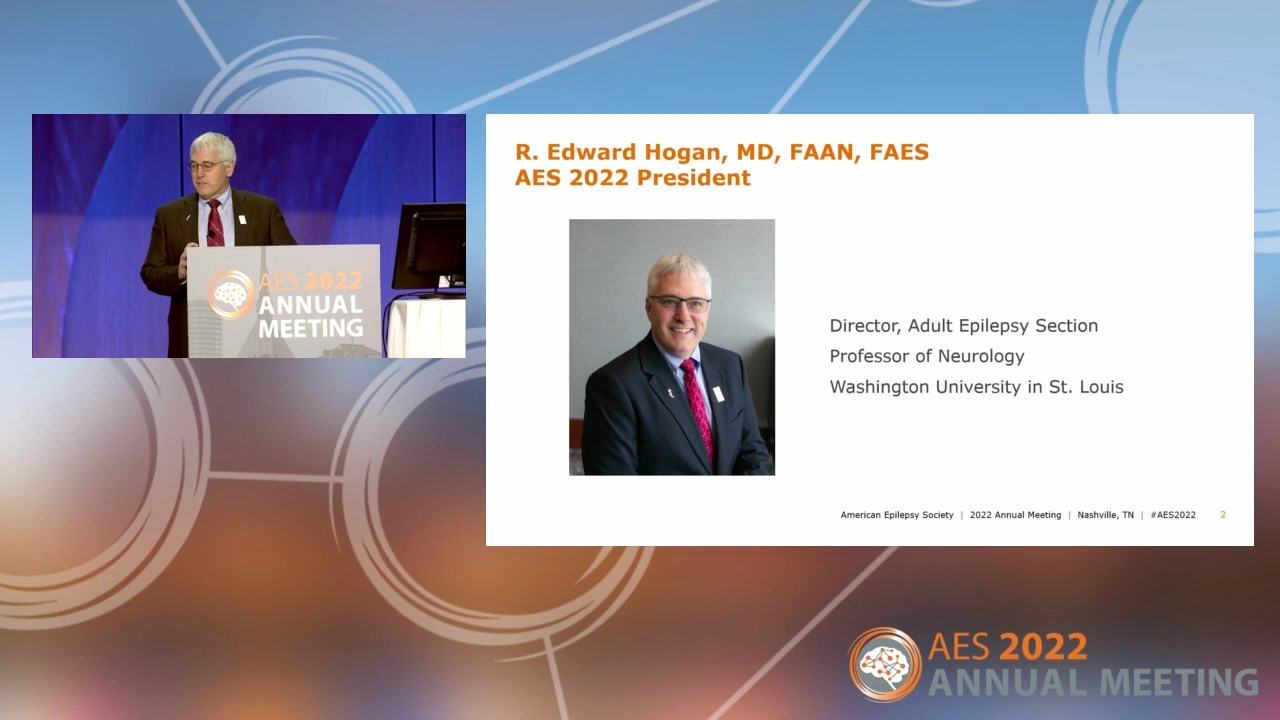 AES 2022
ANNUAL
MEETING
R. Edward Hogan, MD, FAAN, FAES
AES 2022 President
Director, Adult Epilepsy Section
Professor of Neurology
Washington University in St. Louis
American Epilepsy Society | 2022 Annual Meeting | Nashville, TN | #AES2022 2
AES 2022
ANNUAL MEETING